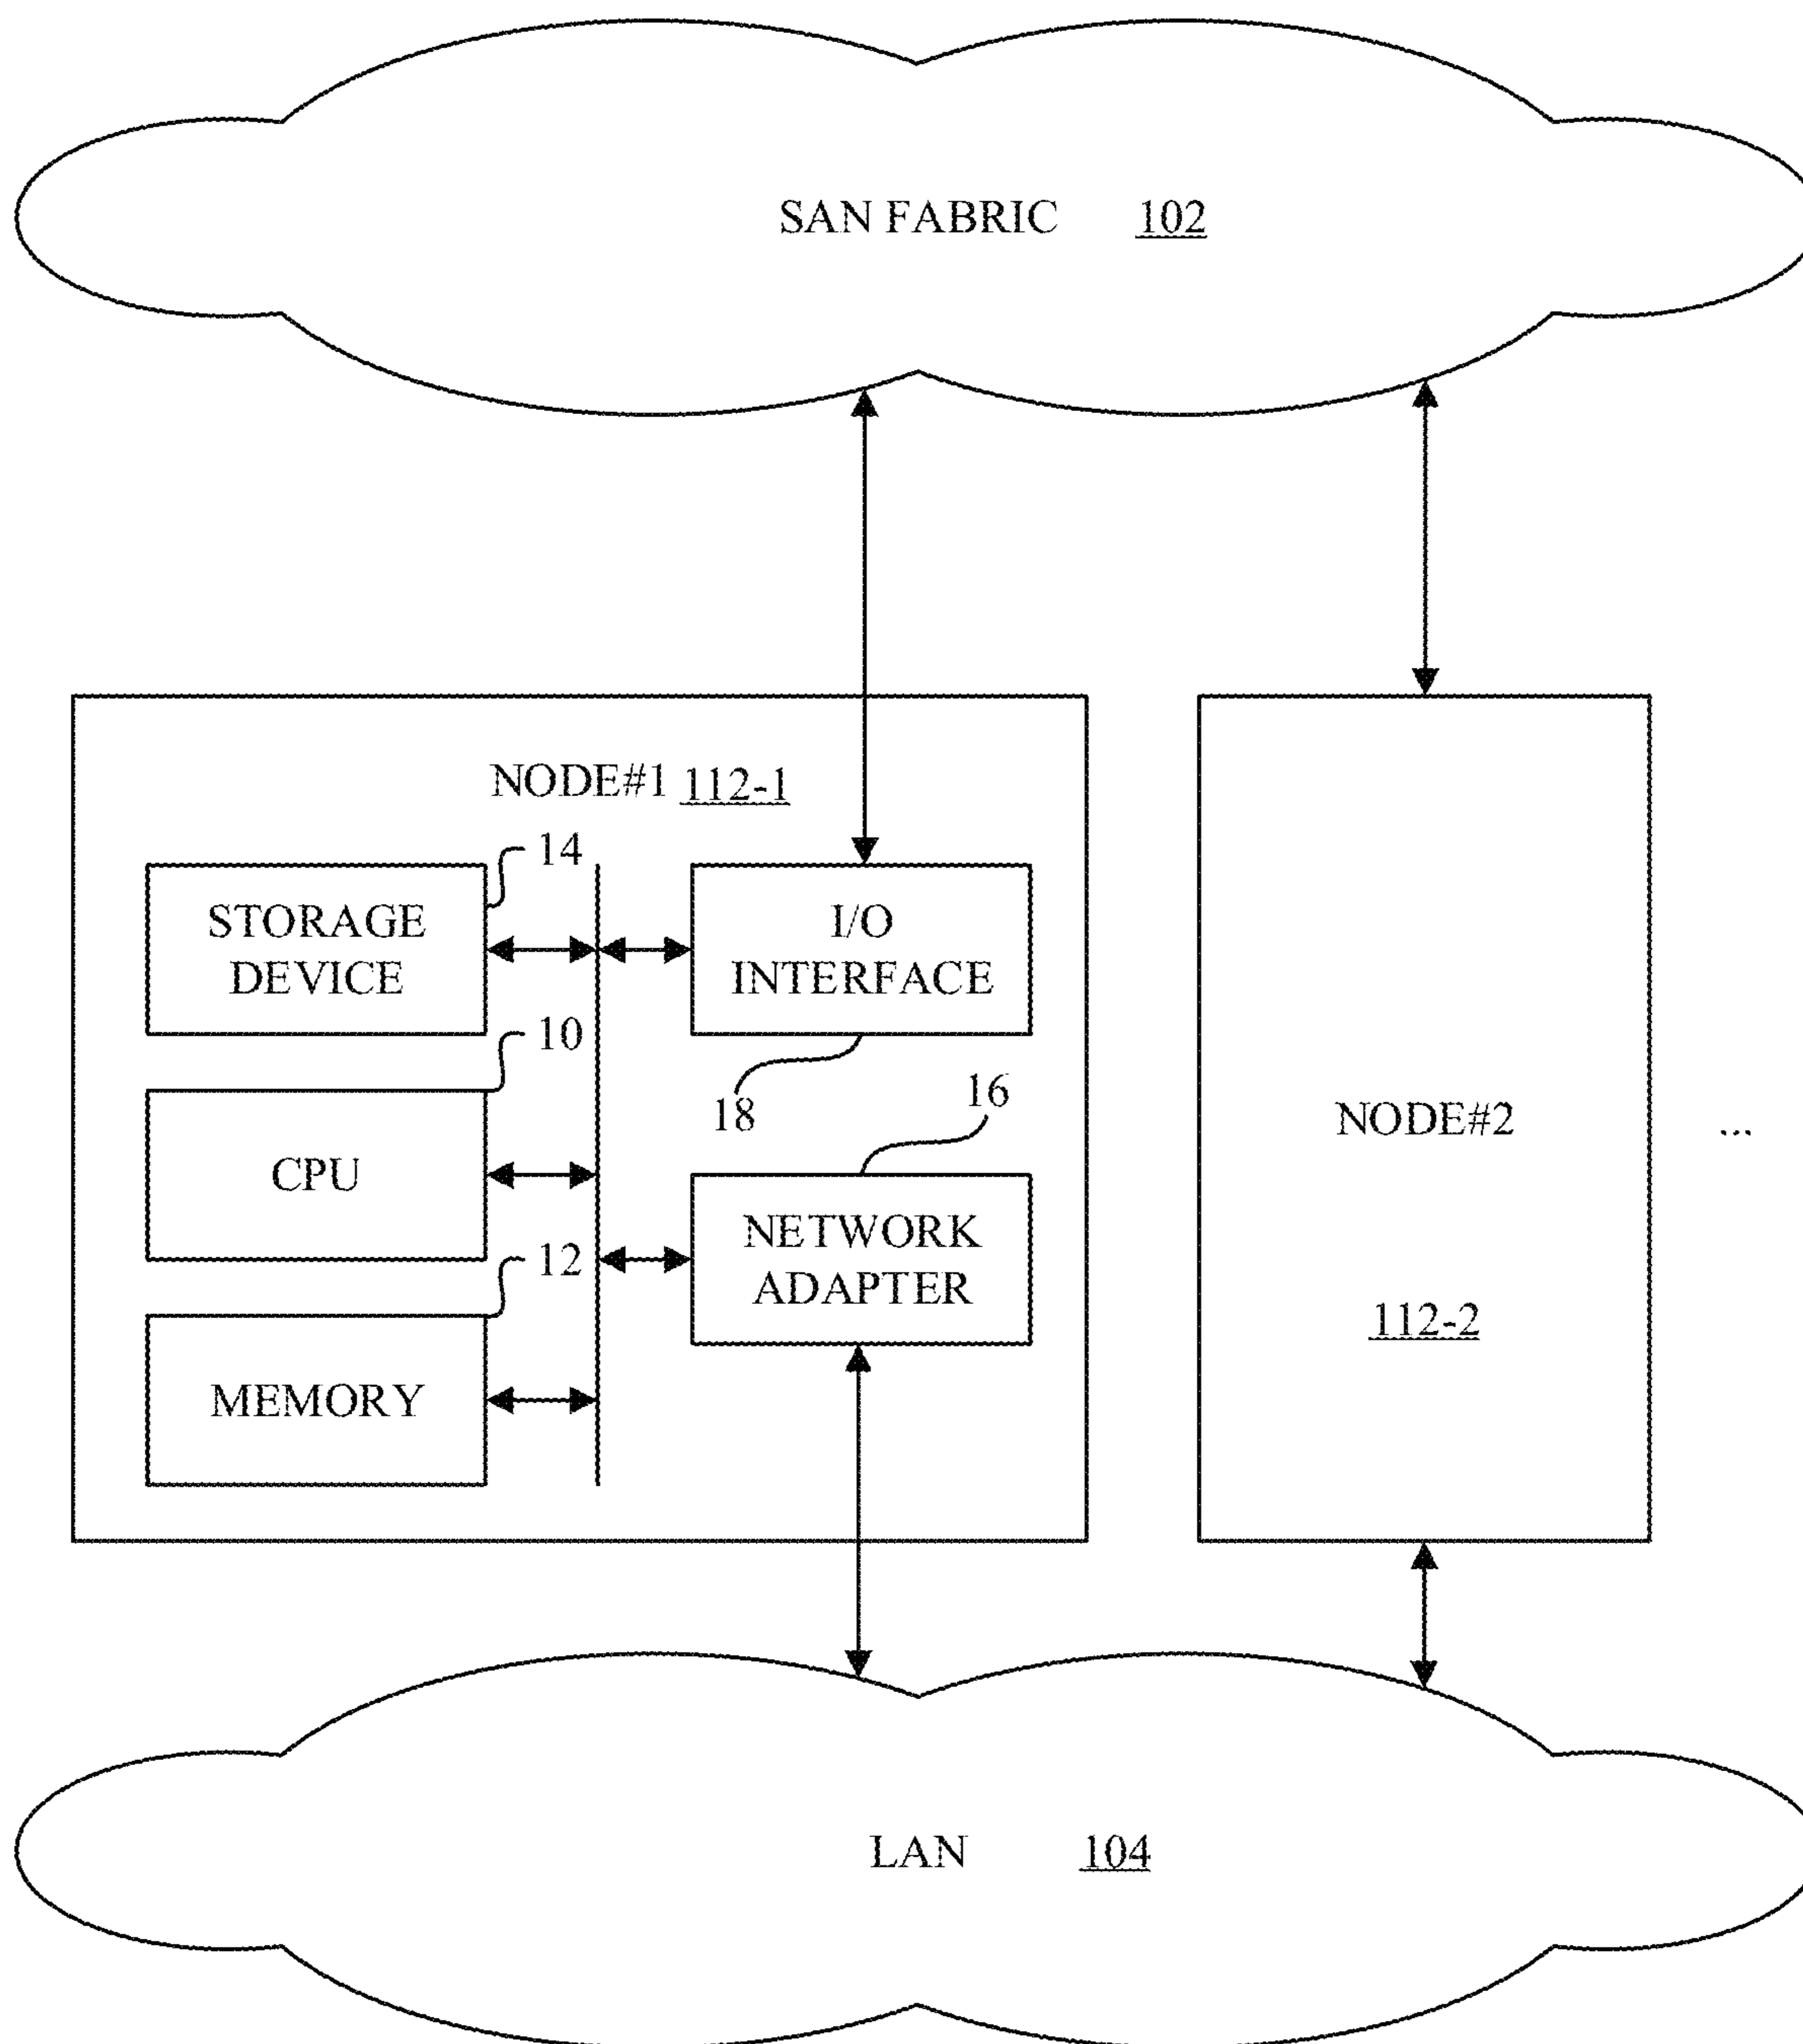 SAN FABRIC 102
NODE#1 112-1
14
STORAGE
DEVICE
I/O
INTERFACE
10
18
16
CPU
NETWORK
ADAPTER
12
MEMORY
NODE#2
...
112-2
LAN 104